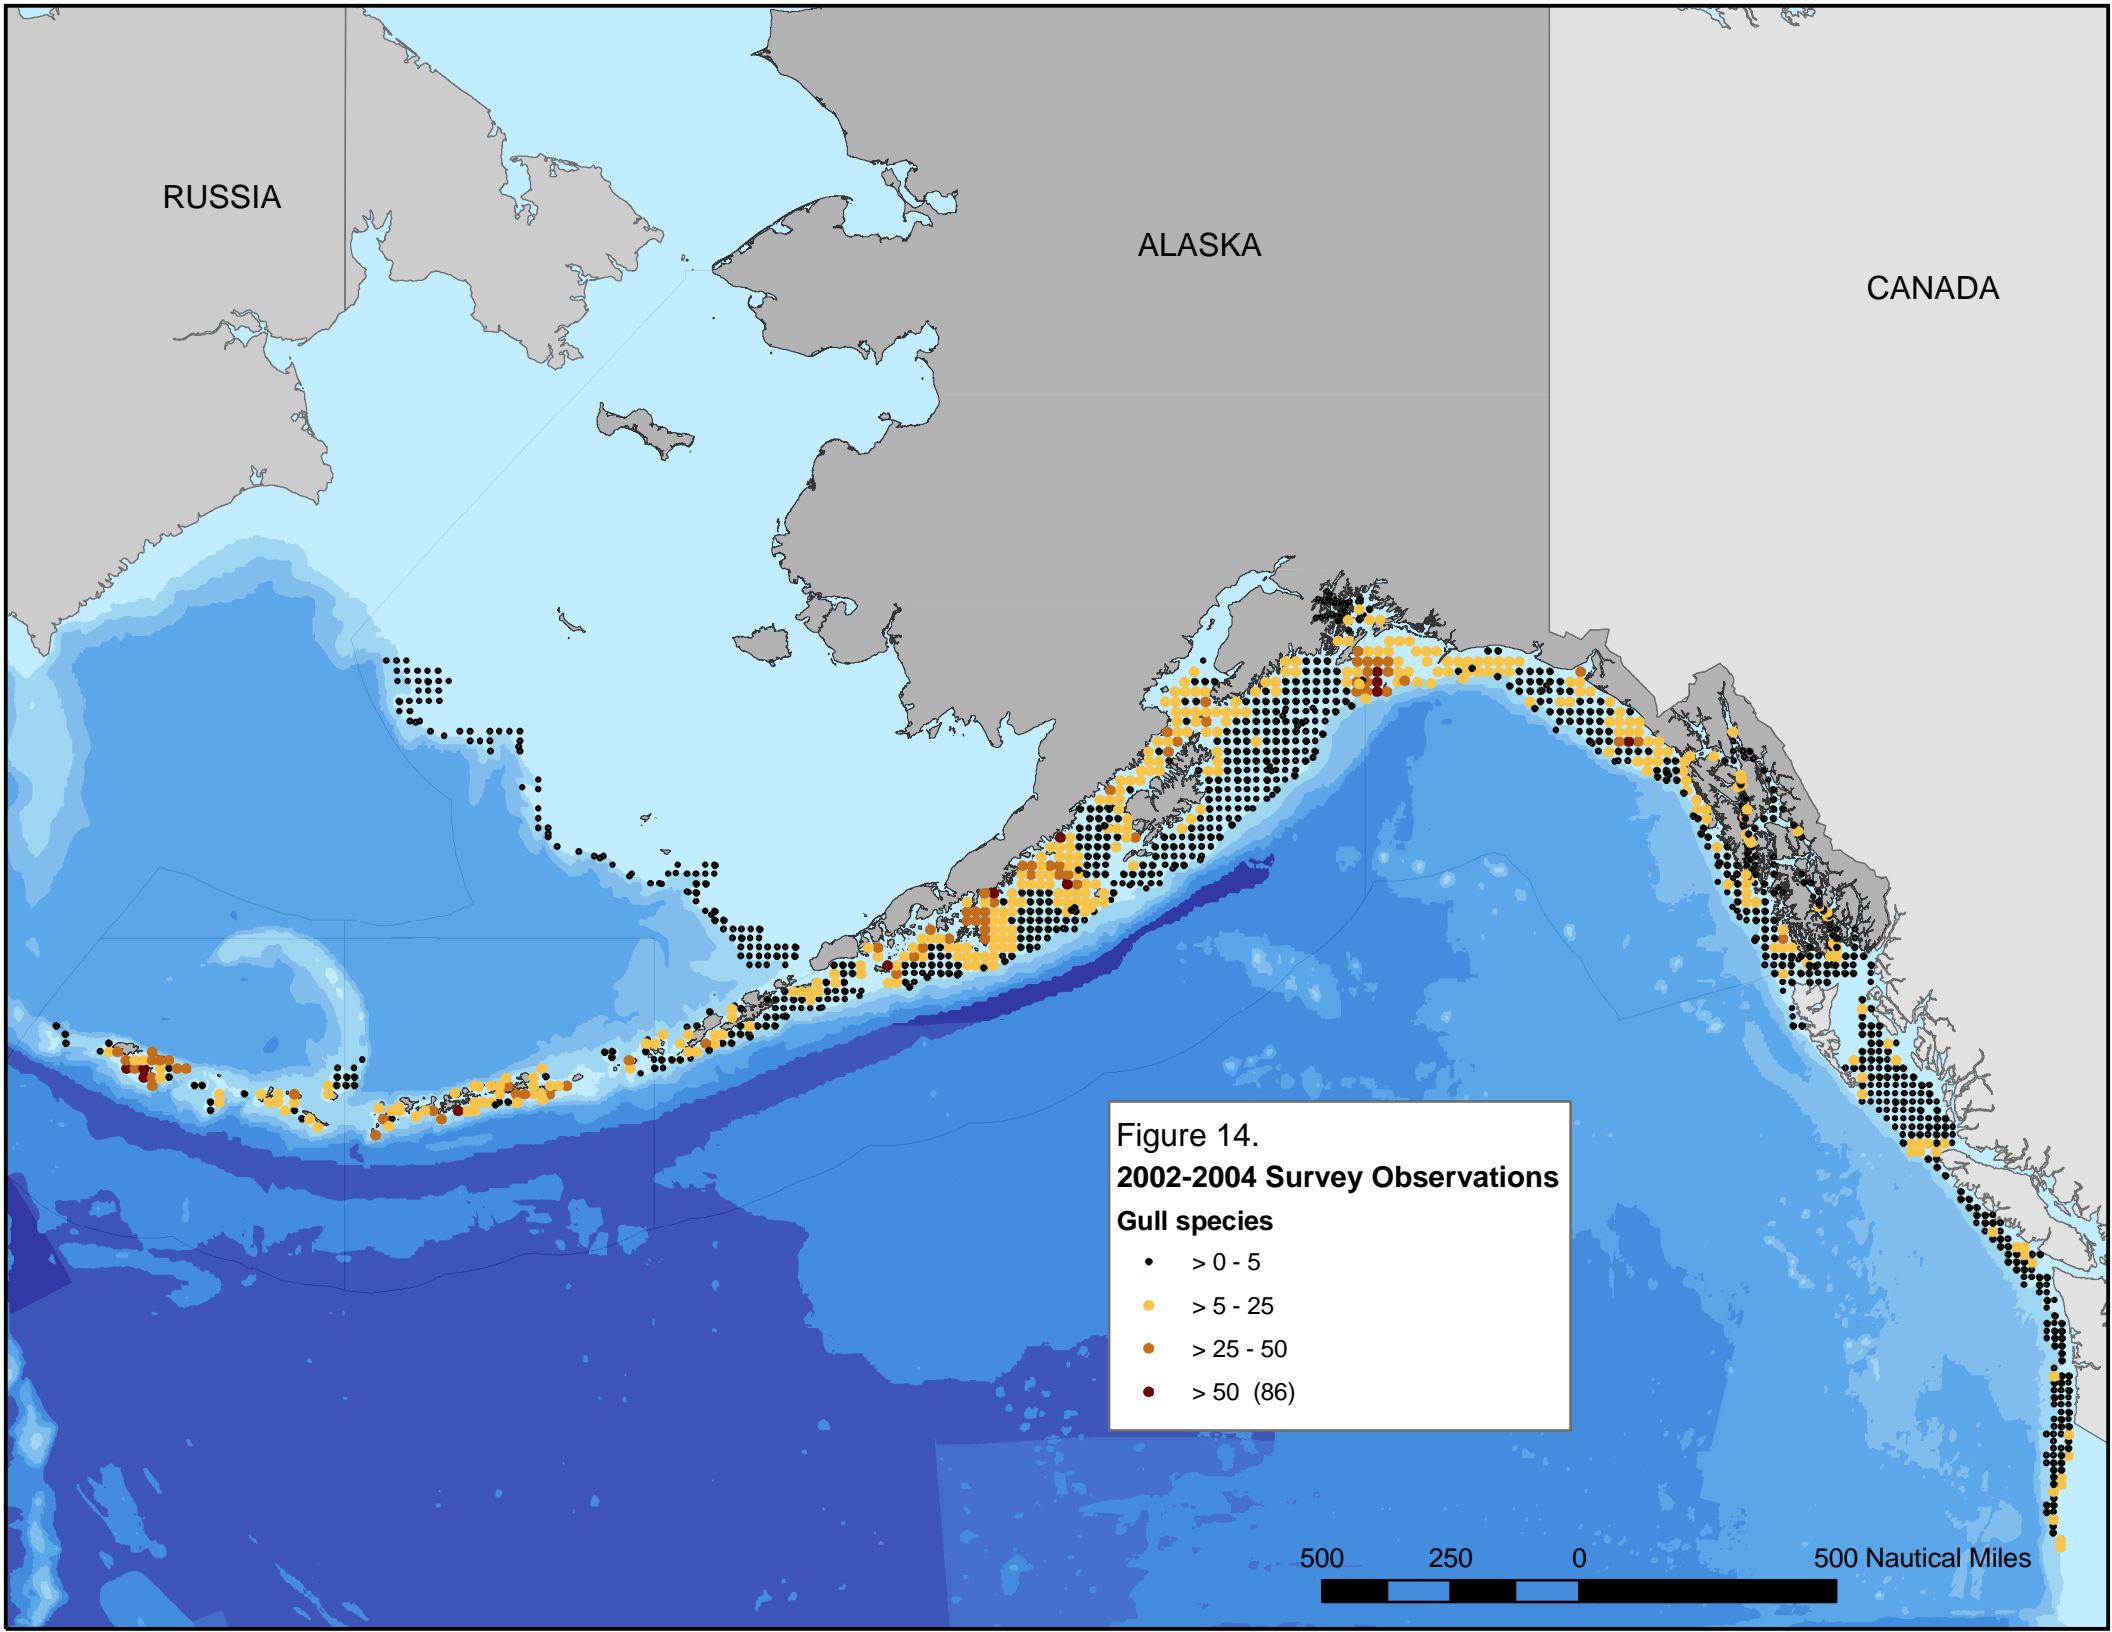 RUSSIA
ALASKA
CANADA
Figure 14.
2002-2004 Survey Observations
Gull species
> 0 - 5
> 5 - 25
> 25 - 50
> 50 (86)
500 250 0 500 Nautical Miles